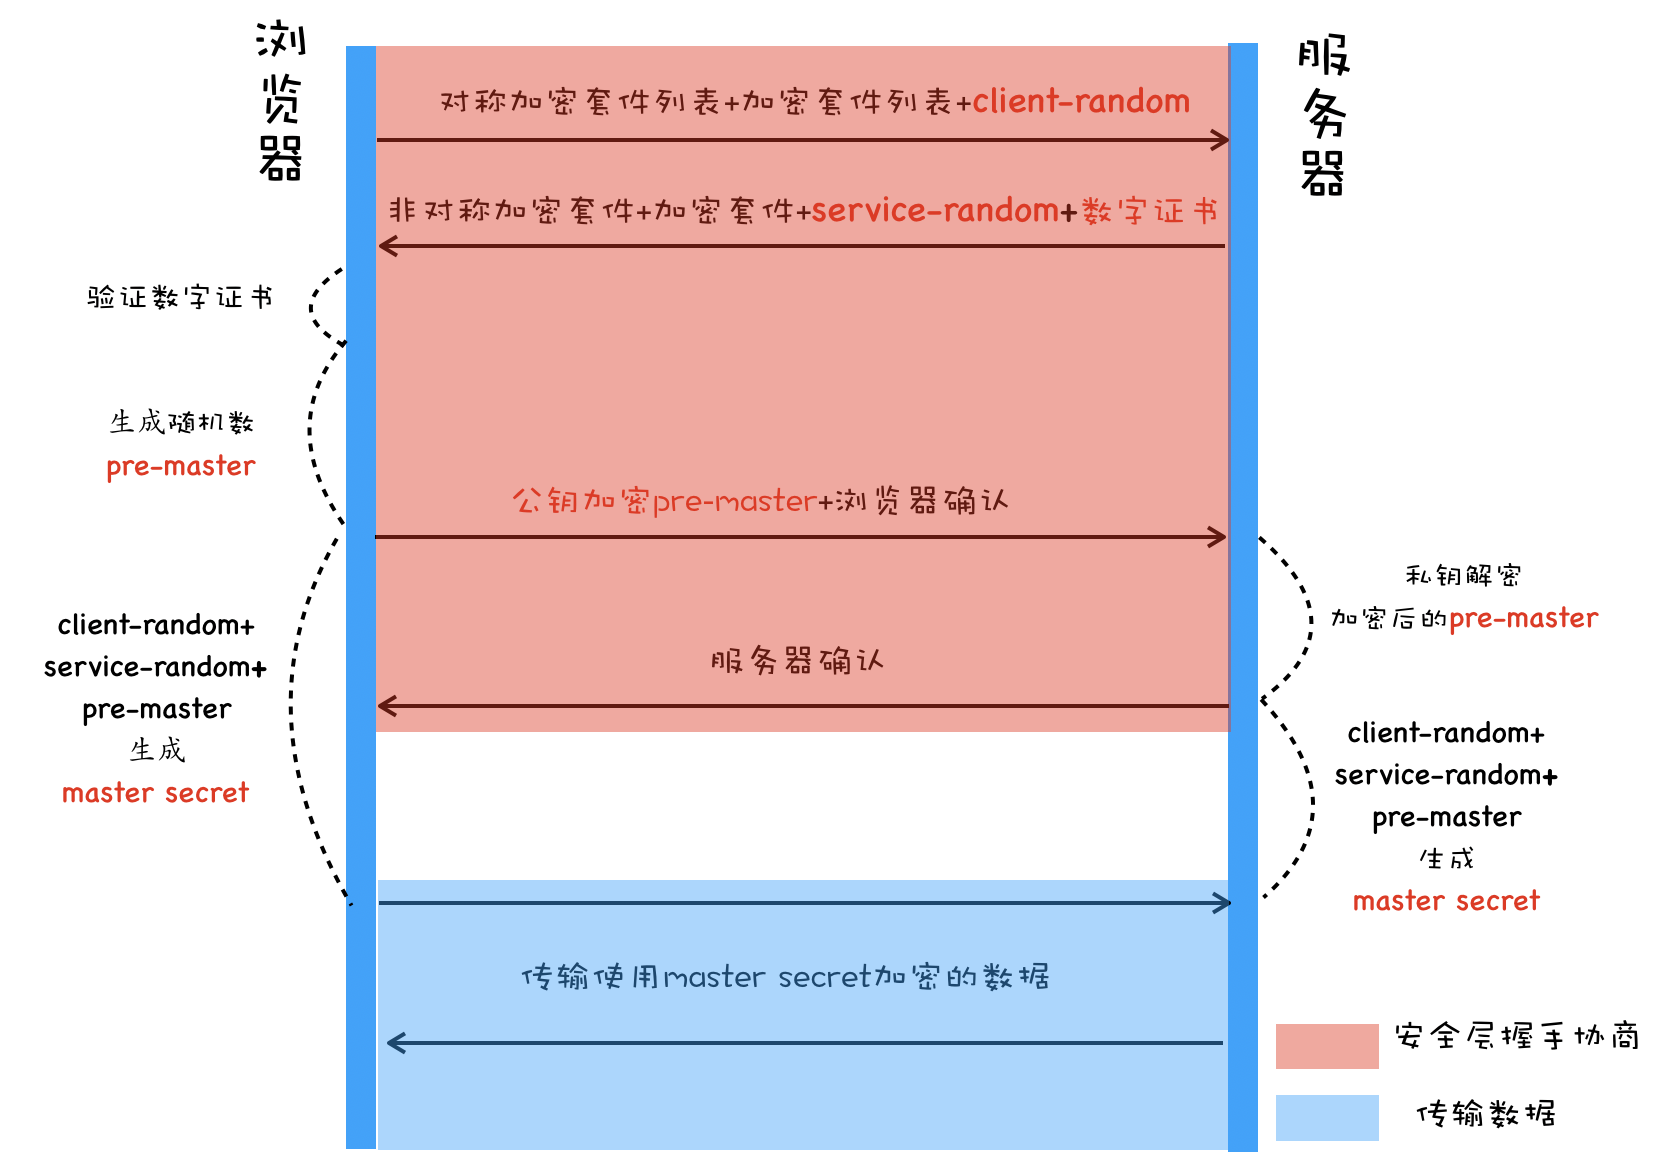 浏览器
服务器
对称加密套件列表+加密套件列表+client-random
非对称加密套件+加密套件+service-random+数字证书
验证数字证书
生成随机数
pre-master
公钥加密pre-master+浏览器确认
私钥解密
加密后的pre-master
client-random+
service-random+
pre-master
生成
master secret
服务器确认
client-random+
service-random+
pre-master
生成
master secret
传输使用master secret加密的数据
安全层握手协商
传输数据